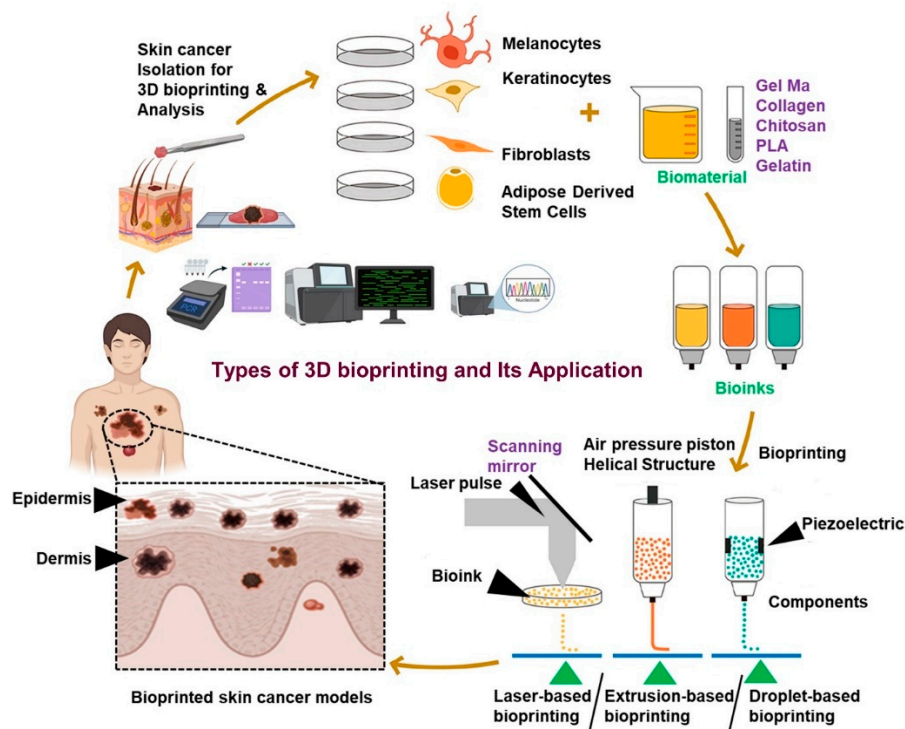 Skin cancer
Isolation for
3D bioprinting &
Analysis
Melanocytes
Keratinocytes
Fibroblasts
Adipose Derived
Stem Cells
+
Gel Ma
Collagen
Chitosan
PLA
Gelatin
Biomaterial
PCR
Nucleotide
Types of 3D bioprinting and Its Application
Bioinks
Bioprinting
Scanning
mirror
Laser pulse
Bioink
Air pressure piston
Helical Structure
Piezoelectric
Components
Epidermis
Dermis
Bioprinted skin cancer models
Laser-based
bioprinting
/
Extrusion-based
bioprinting
/
Droplet-based
bioprinting